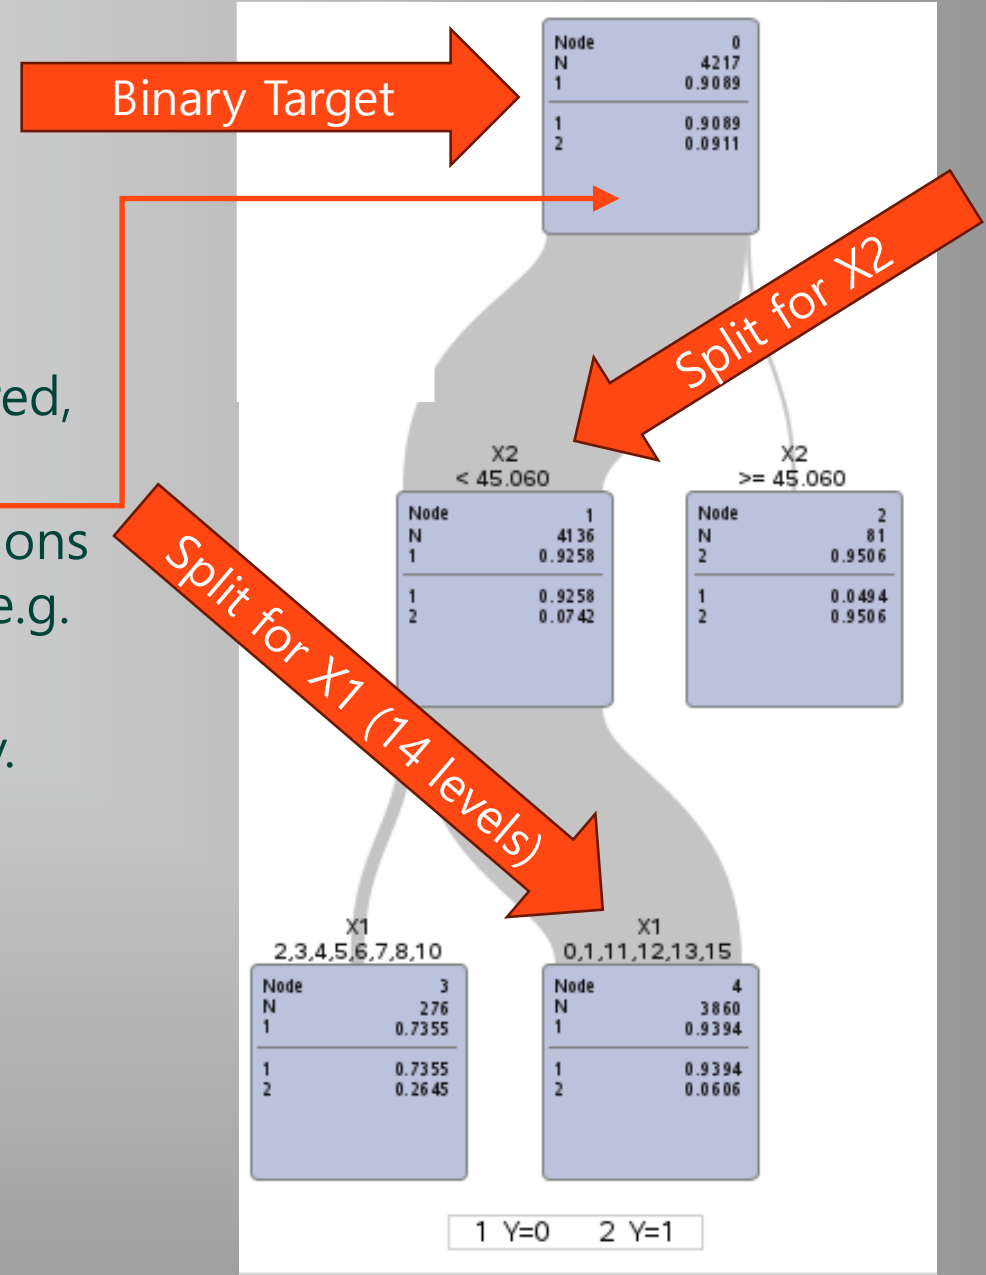 Binary Target
Node 0
N 4217
1 0.9089
1 0.9089
2 0.0911
Split for X2
ons
e.g.
X2
< 45.060
X2
>= 45.060
Node 1
N 4136
1 0.9258
1 0.9258
2 0.0742
Node 2
N 81
2 0.9506
1 0.0494
2 0.9506
Split for X1 (14 levels)
X1
2,3,4,5,6,7,8,10
X1
0,1,11,12,13,15
Node 3
N 276
1 0.7355
1 0.7355
2 0.2645
Node 4
N 3860
1 0.9394
1 0.9394
2 0.0606
1 Y=0 2 Y=1